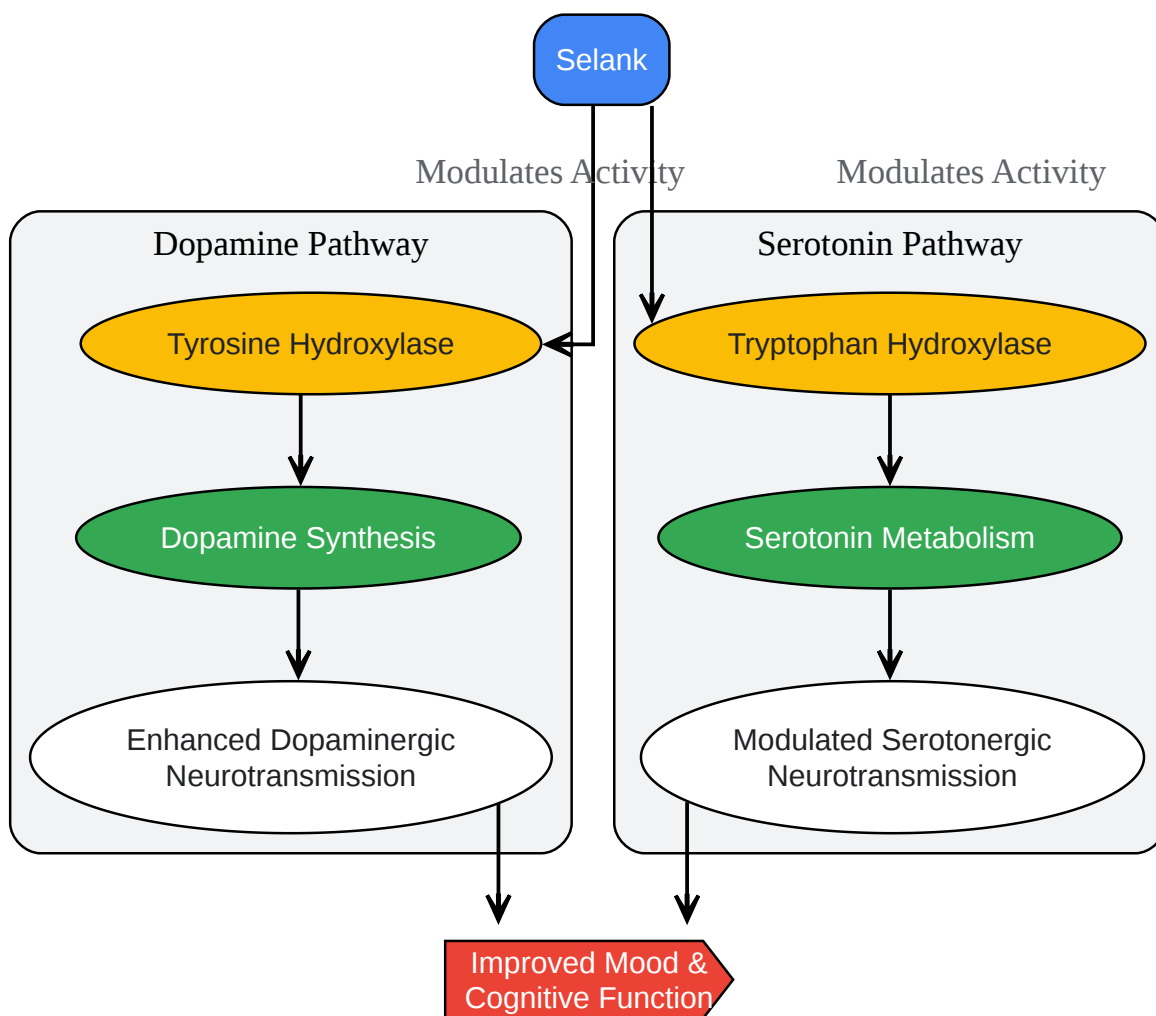 Selank
Modulates Activity
Modulates Activity
Dopamine Pathway
Serotonin Pathway
Tyrosine Hydroxylase
Tryptophan Hydroxylase
Dopamine Synthesis
Serotonin Metabolism
Enhanced Dopaminergic
Neurotransmission
Modulated Serotonergic
Neurotransmission
Improved Mood &
Cognitive Function